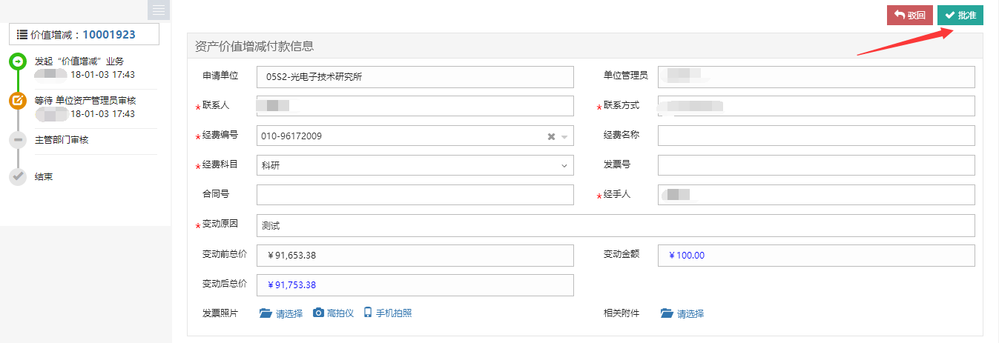 价值增减：10001923
发起“价值增减”业务
18-01-03 17:43
等待 单位资产管理员审核
18-01-03 17:43
主管部门审核
结束
驳回 批准
资产价值增减付款信息
申请单位 05S2-光电子技术研究所 单位管理员
* 联系人 * 联系方式
* 经费编号 010-96172009 经费名称
* 经费科目 科研 发票号
合同号 * 经手人
* 变动原因 测试
变动前总价 ￥91,653.38 变动金额 ￥100.00
变动后总价 ￥91,753.38
发票照片 请选择 高拍仪 手机拍照 相关附件 请选择